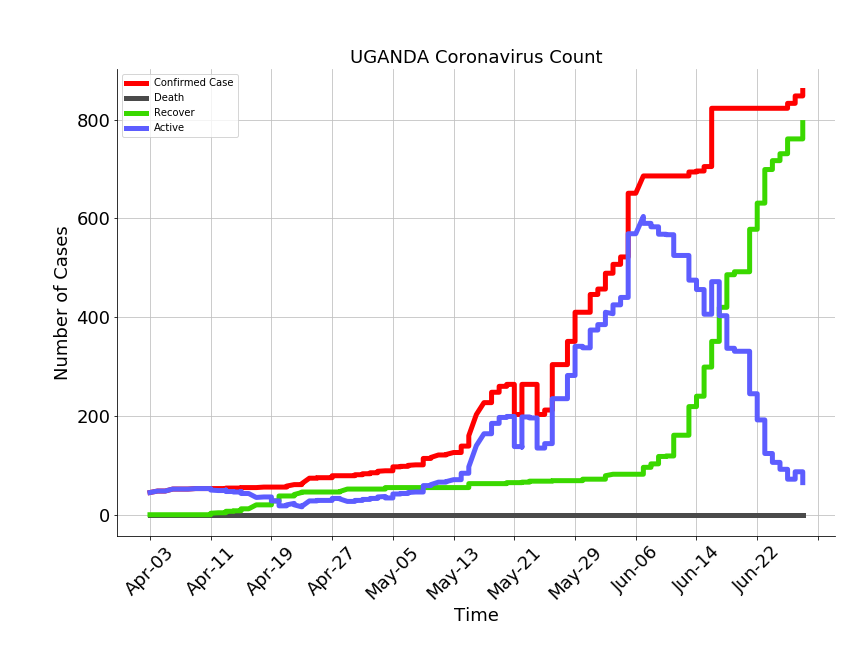 UGANDA Coronavirus Count
Confirmed Case
Death
Recover
Active
800
600
400
200
0
Number of Cases
Apr-03
Apr-11
Apr-19
Apr-27
May-05
May-13
May-21
May-29
Jun-06
Jun-14
Jun-22
Time